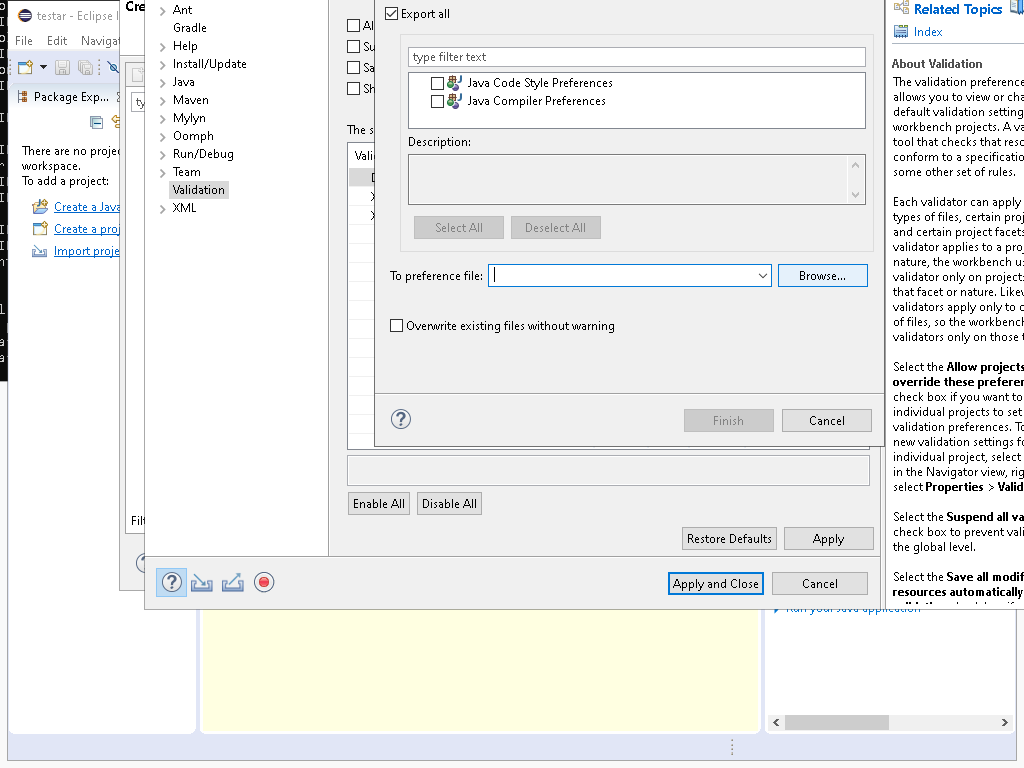 testar - Eclipse I
File Edit Navigat
Package Exp...
There are no projec
workspace.
To add a project:
Create a Java
Create a proj
Import proje
Cre
ty
Filt
Ant
Gradle
Help
Install/Update
Java
Maven
Mylyn
Oomph
Run/Debug
Team
Validation
XML
Al
Su
Sa
Sh
The s
Vali
Export all
type filter text
Java Code Style Preferences
Java Compiler Preferences
Description:
Select All Deselect All
To preference file: Browse...
Overwrite existing files without warning
Finish Cancel
Enable All Disable All
Restore Defaults Apply
Apply and Close Cancel
Related Topics
Index
About Validation
The validation preference
allows you to view or cha
default validation setting
workbench projects. A va
tool that checks that reso
conform to a specificatio
some other set of rules.
Each validator can apply
types of files, certain proj
and certain project facets
validator applies to a proj
nature, the workbench us
validator only on projects
that facet or nature. Likew
validators apply only to c
of files, so the workbench
validators only on those t
Select the Allow projects
override these preferen
check box if you want to
individual projects to set
validation preferences. To
new validation settings fo
individual project, select
in the Navigator view, rig
select Properties > Valid
Select the Suspend all va
check box to prevent vali
the global level.
Select the Save all modif
resources automatically
Run your Java application